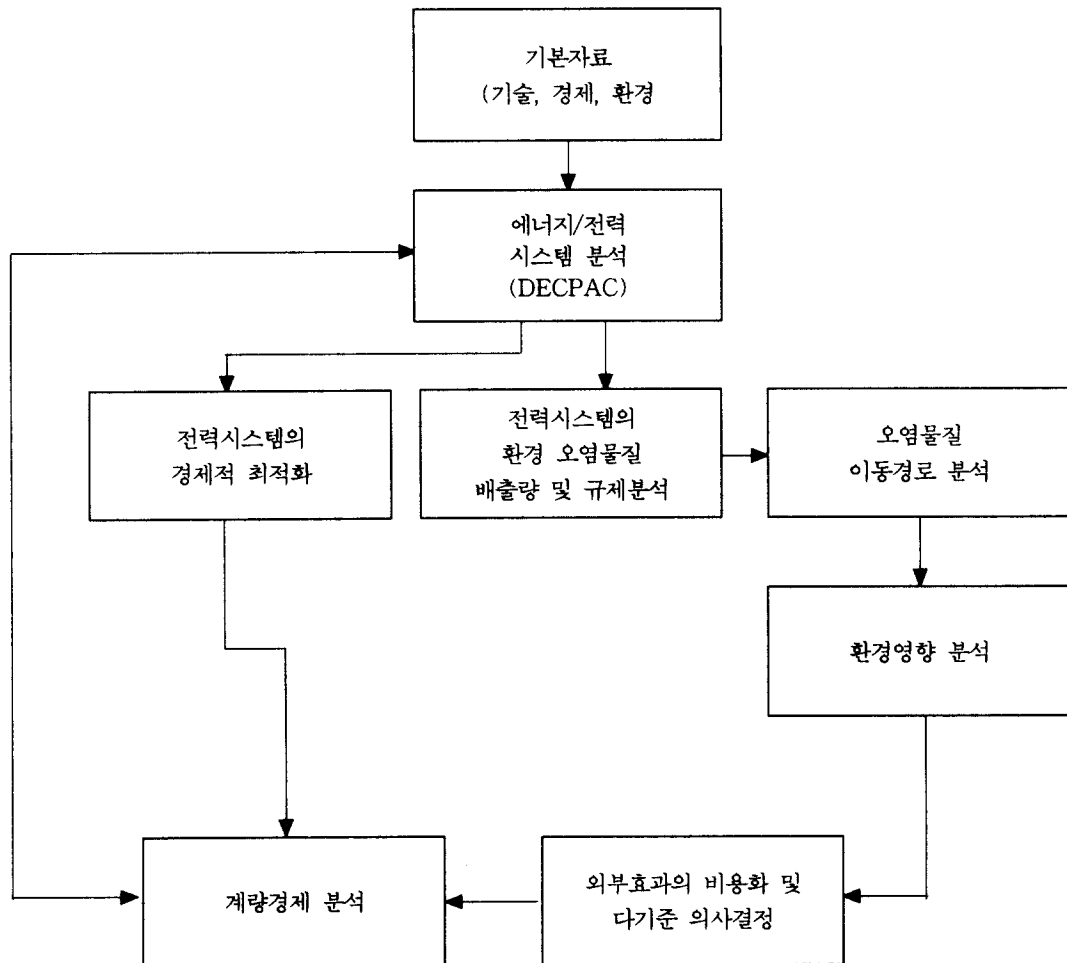 기본자료
(기술, 경제, 환경
에너지/전력
시스템 분석
(DECPAC)
전력시스템의
경제적 최적화
전력시스템의
환경 오염물질
배출량 및 규제분석
오염물질
이동경로 분석
환경영향 분석
계량경제 분석
외부효과의 비용화 및
다기준 의사결정